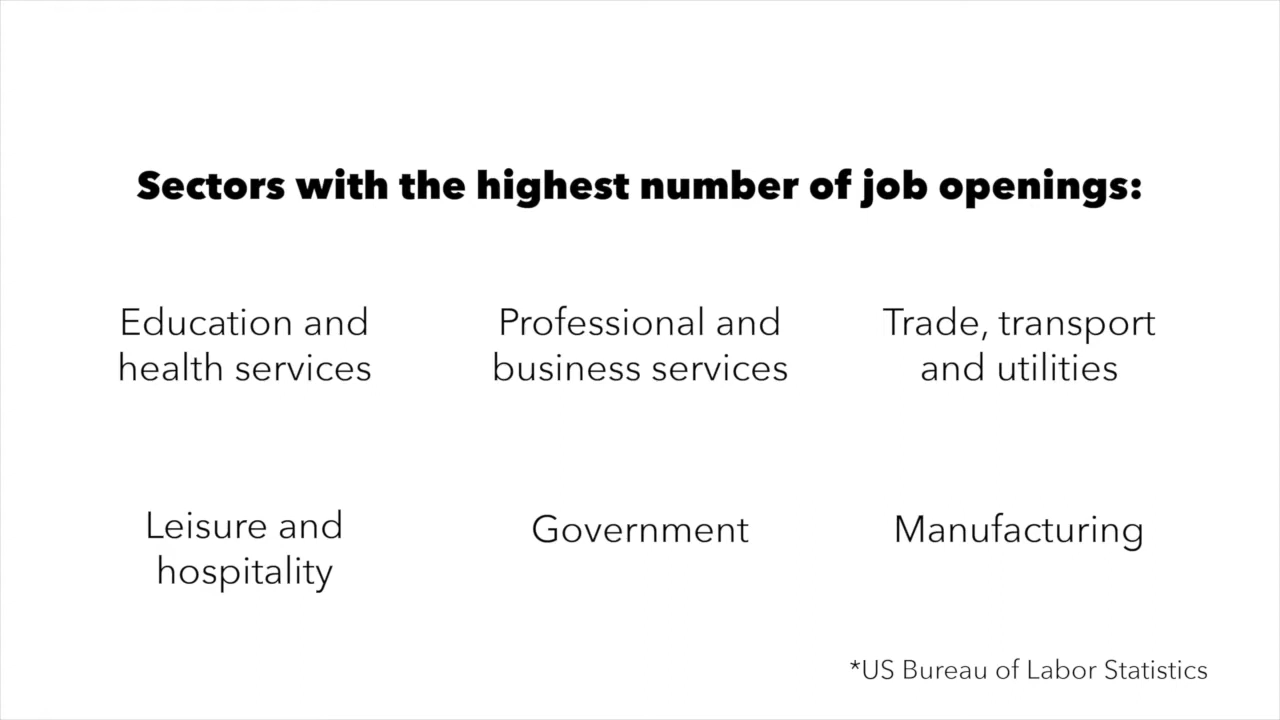 Sectors with the highest number of job openings:
Education and
health services
Professional and
business services
Trade, transport
and utilities
Leisure and
hospitality
Government
Manufacturing
*US Bureau of Labor Statistics